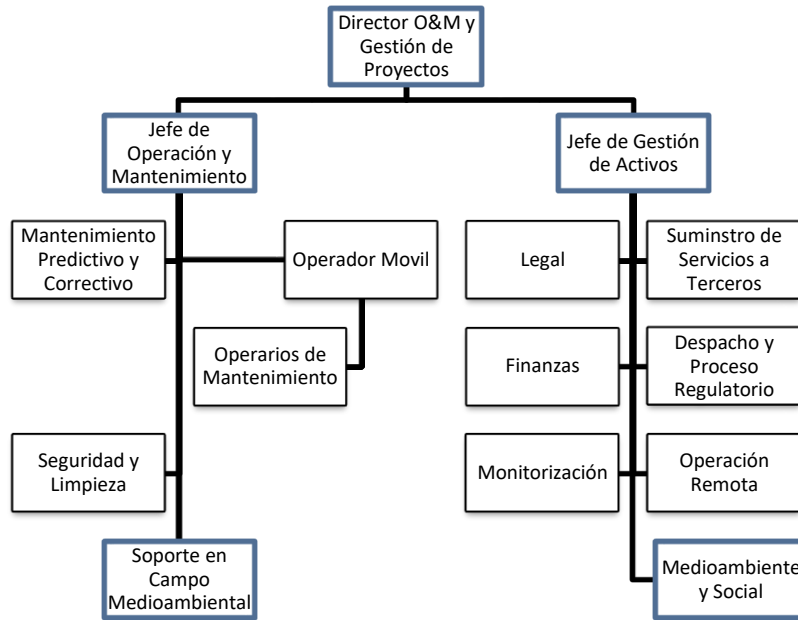 Director O&M y
Gestión de
Proyectos
Jefe de
Operación y
Mantenimiento
Jefe de Gestión
de Activos
Mantenimiento
Predictivo y
Correctivo
Operador Movil
Legal
Suminstro de
Servicios a
Terceros
Operarios de
Mantenimiento
Finanzas
Despacho y
Proceso
Regulatorio
Seguridad y
Limpieza
Monitorización
Operación
Remota
Soporte en
Campo
Medioambiental
Medioambiente
y Social